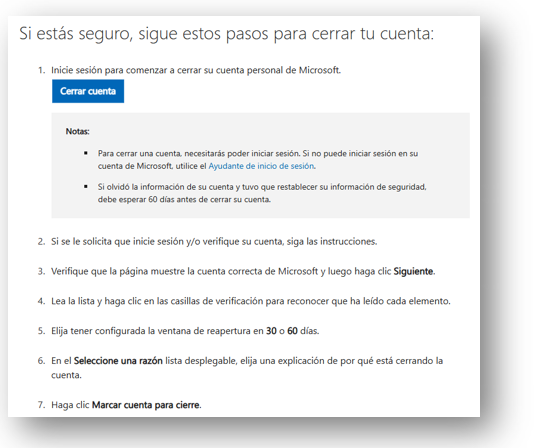 Si estás seguro, sigue estos pasos para cerrar tu cuenta:
1. Inicie sesión para comenzar a cerrar su cuenta personal de Microsoft.
Cerrar cuenta
Notas:
▪ Para cerrar una cuenta, necesitarás poder iniciar sesión. Si no puede iniciar sesión en su
cuenta de Microsoft, utilice el Ayudante de inicio de sesión.
▪ Si olvidó la información de su cuenta y tuvo que restablecer su información de seguridad,
debe esperar 60 días antes de cerrar su cuenta.
2. Si se le solicita que inicie sesión y/o verifique su cuenta, siga las instrucciones.
3. Verifique que la página muestre la cuenta correcta de Microsoft y luego haga clic Siguiente.
4. Lea la lista y haga clic en las casillas de verificación para reconocer que ha leído cada elemento.
5. Elija tener configurada la ventana de reapertura en 30 o 60 días.
6. En el Seleccione una razón lista desplegable, elija una explicación de por qué está cerrando la
cuenta.
7. Haga clic Marcar cuenta para cierre.